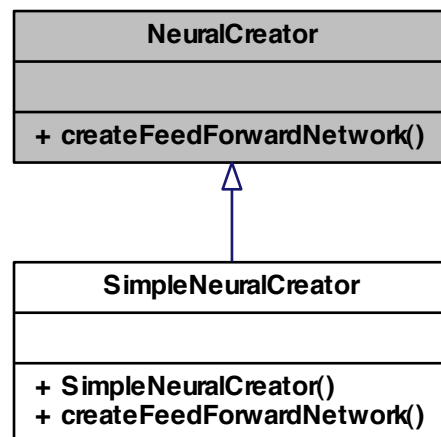 NeuralCreator
+ createFeedForwardNetwork()
SimpleNeuralCreator
+ SimpleNeuralCreator()
+ createFeedForwardNetwork()